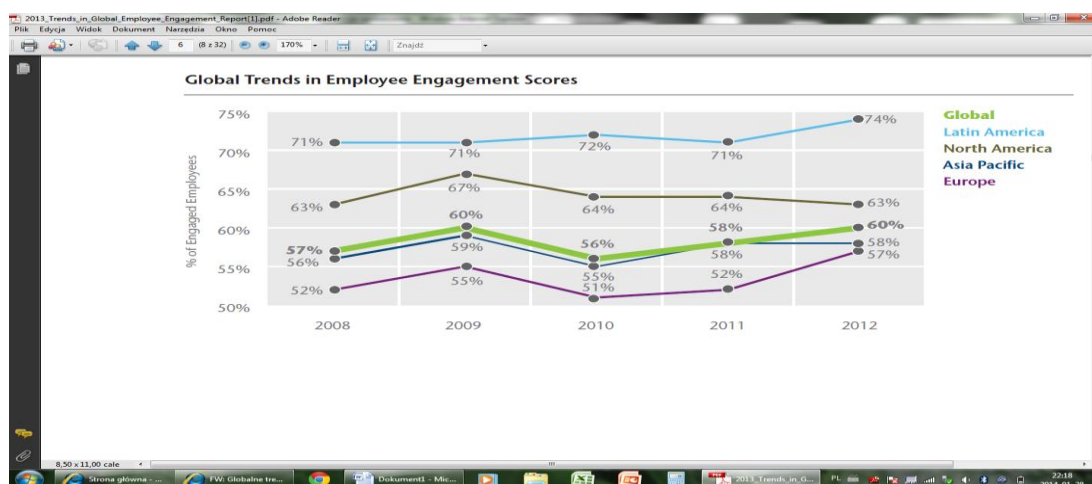 2013_Trends_in_Global_Employee_Engagement_Report[1].pdf - Adobe Reader
Plik Edycja Widok Dokument Narzędzia Okno Pomoc
6 (8 z 32) 170% Znajdź
Global Trends in Employee Engagement Scores
% of Engaged Employees
75%
70%
65%
60%
55%
50%
71% 71% 72% 71% 74%
63% 67% 64% 64% 63%
57% 60% 56% 58% 60%
56% 59% 55% 58% 58%
52% 55% 51% 52% 57%
2008 2009 2010 2011 2012
Global
Latin America
North America
Asia Pacific
Europe
8,50 x 11,00 cale
Strona główna - ... FW: Globalne tre... Dokument1 - Mic... 2013_Trends_in_G... PL 22:18